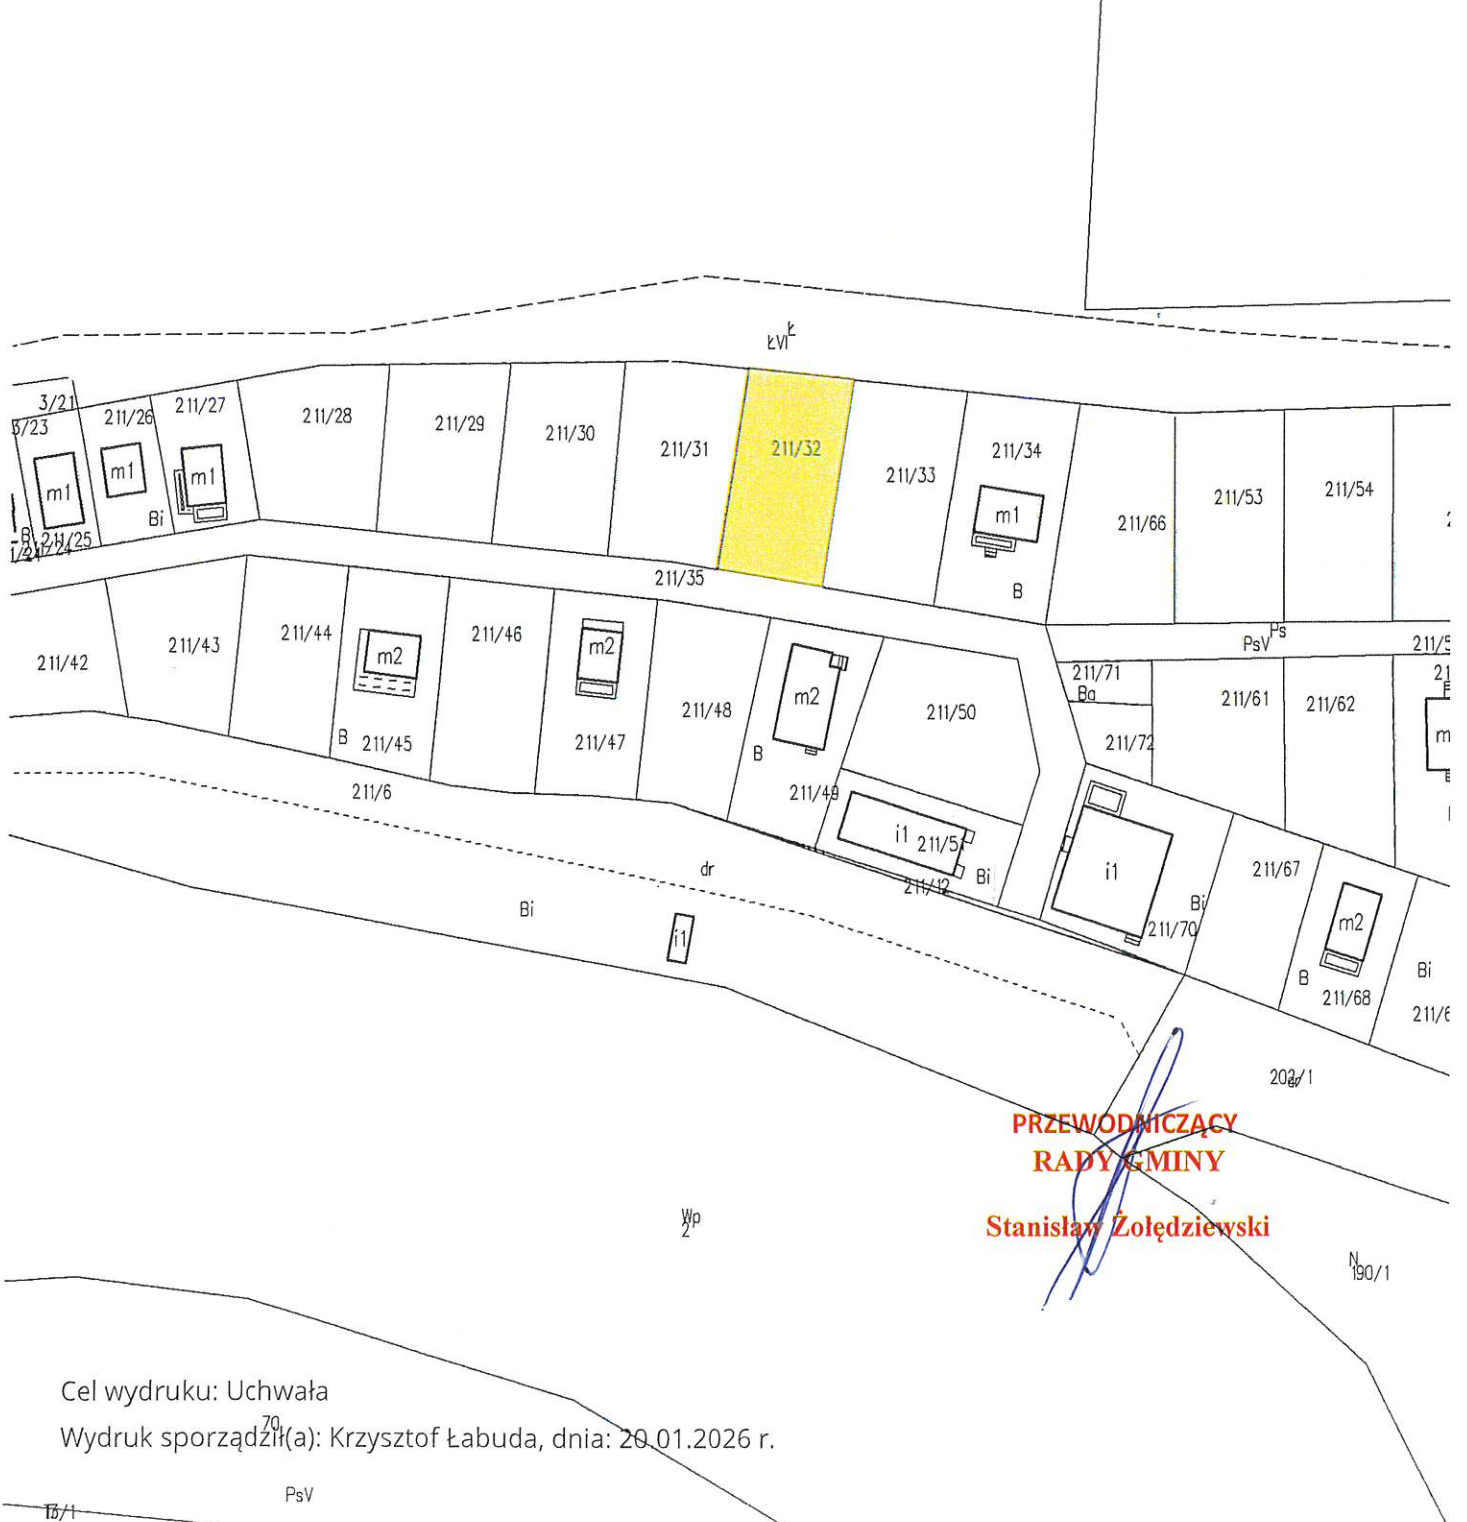 Ł
ŁVI
3/21
3/23
211/26
211/27
211/28
211/29
211/30
211/31
211/32
211/33
211/34
211/66
211/53
211/54
m1
m1
m1
m1
Bi
B
211/25
B
211/35
Ps
PsV
211/42
211/43
211/44
m2
B
211/45
211/46
m2
211/47
211/48
m2
B
211/49
211/50
211/71
Ba
211/72
211/61
211/62
m
211/6
i1
211/51
Bi
211/12
i1
Bi
211/70
211/67
m2
B
211/68
Bi
dr
Bi
i1
dr
PRZEWODNICZĄCY
RADY GMINY
Stanisław Żołędziewski
Wp
2
N
190/1
Cel wydruku: Uchwała
70
Wydruk sporządził(a): Krzysztof Łabuda, dnia: 20.01.2026 r.
PsV